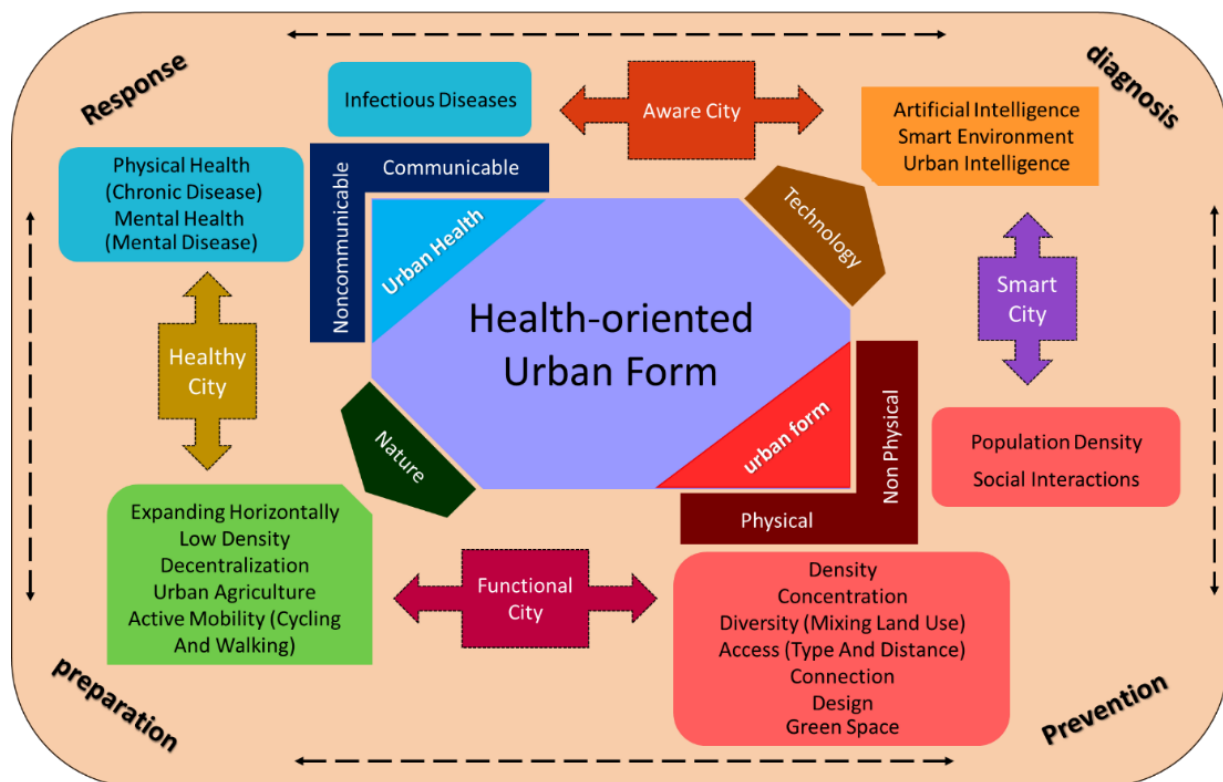 Response
diagnosis
Infectious Diseases
Aware City
Artificial Intelligence
Smart Environment
Urban Intelligence
Physical Health
(Chronic Disease)
Mental Health
(Mental Disease)
Noncommunicable
Communicable
Urban Health
Technology
Health-oriented
Urban Form
Smart
City
Healthy
City
Nature
urban form
Non Physical
Physical
Population Density
Social Interactions
Expanding Horizontally
Low Density
Decentralization
Urban Agriculture
Active Mobility (Cycling
And Walking)
Functional
City
Density
Concentration
Diversity (Mixing Land Use)
Access (Type And Distance)
Connection
Design
Green Space
preparation
Prevention